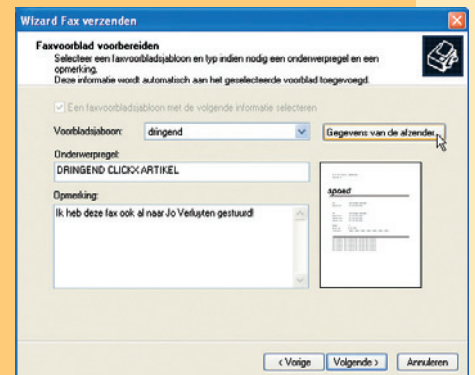 Wizard Fax verzenden
Faxvoorblad voorbereiden
Selecteer een faxvoorbladsjabloon en typ indien nodig een onderwerpregel en een
opmerking.
Deze informatie wordt automatisch aan het geselecteerde voorblad toegevoegd.
Een faxvoorbladsjabloon met de volgende informatie selecteren
Voorbladsjabloon:
dringend
Gegevens van de afzender...
Onderwerpregel:
DRINGEND CLICKX ARTIKEL
Opmerking:
Ik heb deze fax ook al naar Jo Verlusten gestuurd!
spoed
< Vorige
Volgende >
Annuleren